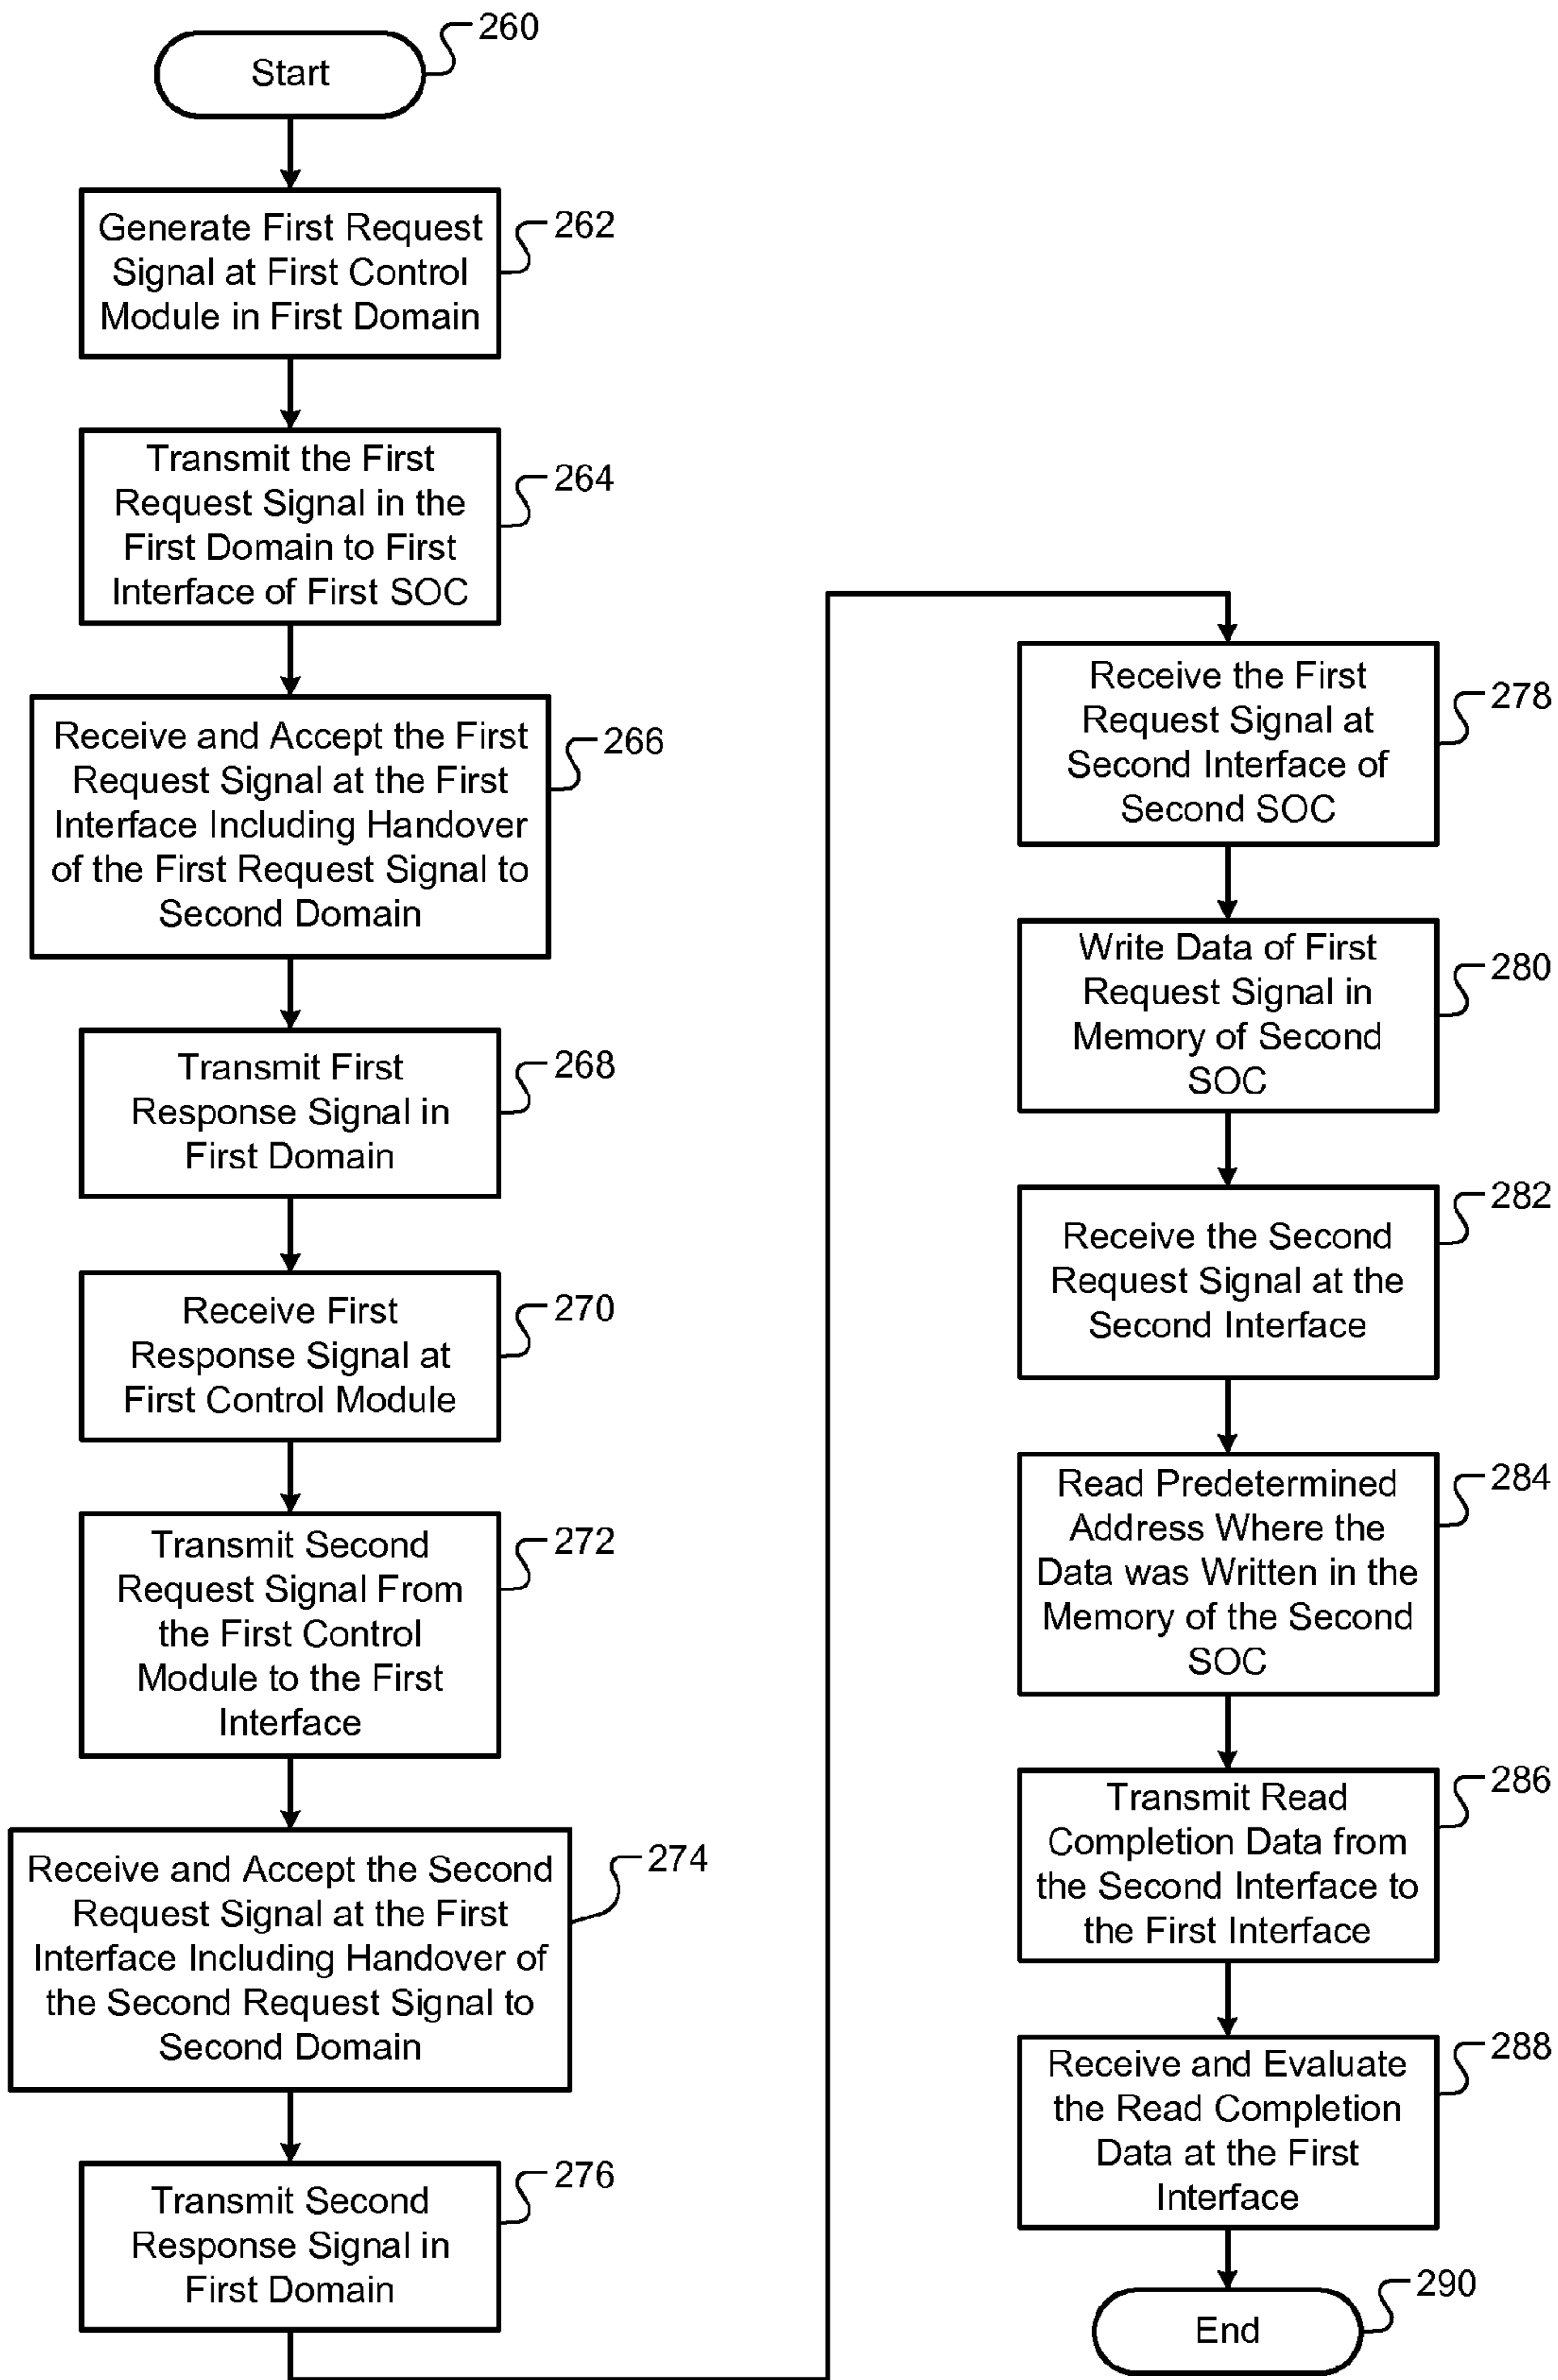 Start
260
Generate First Request
Signal at First Control
Module in First Domain
262
Transmit the First
Request Signal in the
First Domain to First
Interface of First SOC
264
Receive and Accept the First
Request Signal at the First
Interface Including Handover
of the First Request Signal to
Second Domain
266
Transmit First
Response Signal in
First Domain
268
Receive First
Response Signal at
First Control Module
270
Transmit Second
Request Signal From
the First Control
Module to the First
Interface
272
Receive and Accept the Second
Request Signal at the First
Interface Including Handover of
the Second Request Signal to
Second Domain
274
Transmit Second
Response Signal in
First Domain
276
Receive the First
Request Signal at
Second Interface of
Second SOC
278
Write Data of First
Request Signal in
Memory of Second
SOC
280
Receive the Second
Request Signal at the
Second Interface
282
Read Predetermined
Address Where the
Data was Written in the
Memory of the Second
SOC
284
Transmit Read
Completion Data from
the Second Interface to
the First Interface
286
Receive and Evaluate
the Read Completion
Data at the First
Interface
288
End
290